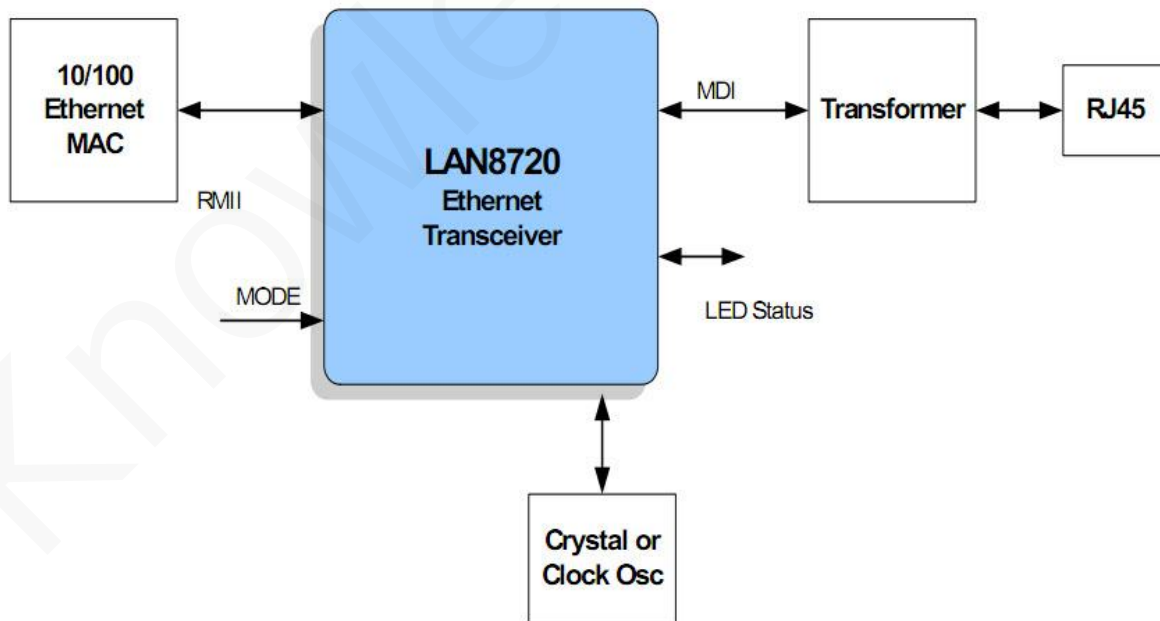 10/100
Ethernet
MAC
RMII
MODE
LAN8720
Ethernet
Transceiver
MDI
Transformer
RJ45
LED Status
Crystal or
Clock Osc